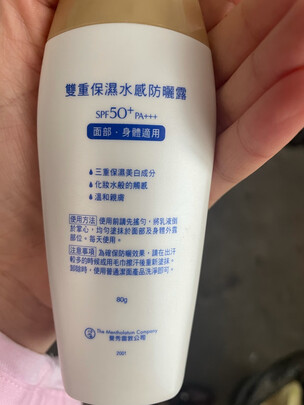 雙重保濕水感防曬露
SPF50+ PA+++
面部．身體適用
三重保濕美白成分
化妝水般的觸感
溫和親膚
使用方法 使用前請先搖勻，將乳液倒
於掌心，均勻塗抹於面部及身體外露
部位。每天使用。
注意事項 為確保防曬效果，請在出汗
較多的時候或用毛巾擦汗後重新塗抹。
卸除時，使用普通潔面產品洗淨即可。
80g
The Mentholatum Company
曼秀雷敦公司